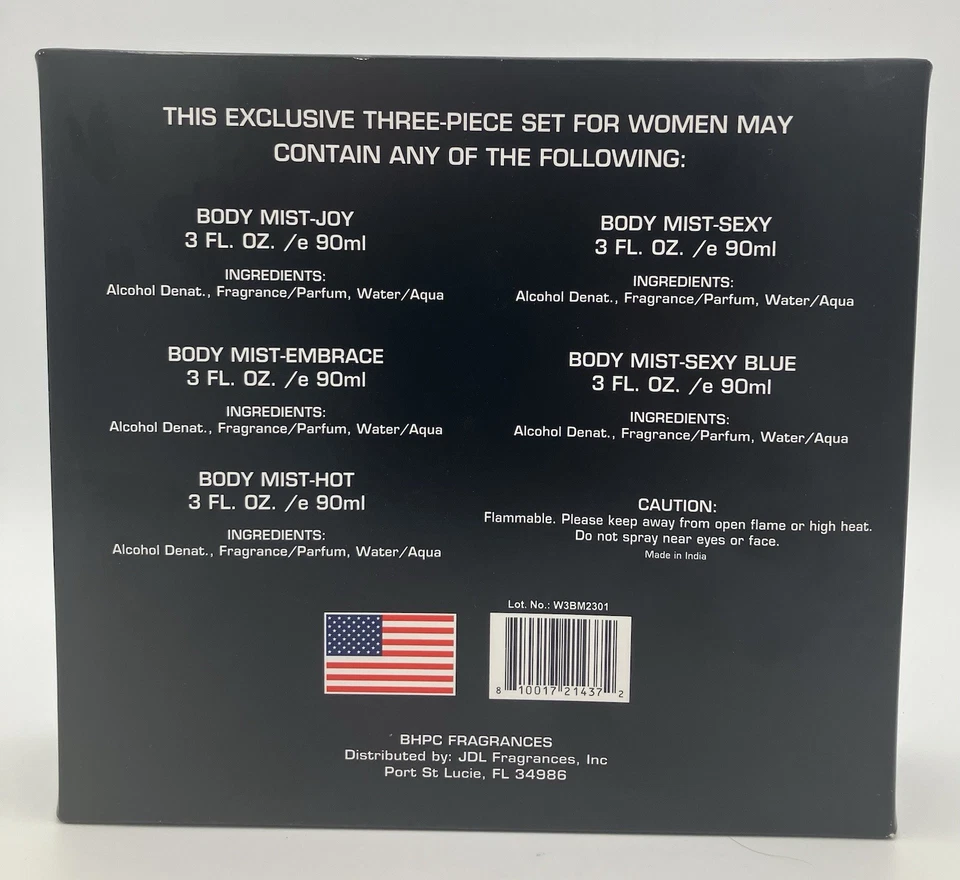 THIS EXCLUSIVE THREE-PIECE SET FOR WOMEN MAY
CONTAIN ANY OF THE FOLLOWING:
BODY MIST-JOY
3 FL. OZ. /e 90ml
INGREDIENTS:
Alcohol Denat., Fragrance/Parfum, Water/Aqua
BODY MIST-SEXY
3 FL. OZ. /e 90ml
INGREDIENTS:
Alcohol Denat., Fragrance/Parfum, Water/Aqua
BODY MIST-EMBRACE
3 FL. OZ. /e 90ml
INGREDIENTS:
Alcohol Denat., Fragrance/Parfum, Water/Aqua
BODY MIST-SEXY BLUE
3 FL. OZ. /e 90ml
INGREDIENTS:
Alcohol Denat., Fragrance/Parfum, Water/Aqua
BODY MIST-HOT
3 FL. OZ. /e 90ml
INGREDIENTS:
Alcohol Denat., Fragrance/Parfum, Water/Aqua
CAUTION:
Flammable. Please keep away from open flame or high heat.
Do not spray near eyes or face.
Made in India
Lot. No.: W3BM2301
8 10017 21437 2
BHPC FRAGRANCES
Distributed by: JDL Fragrances, Inc
Port St Lucie, FL 34986